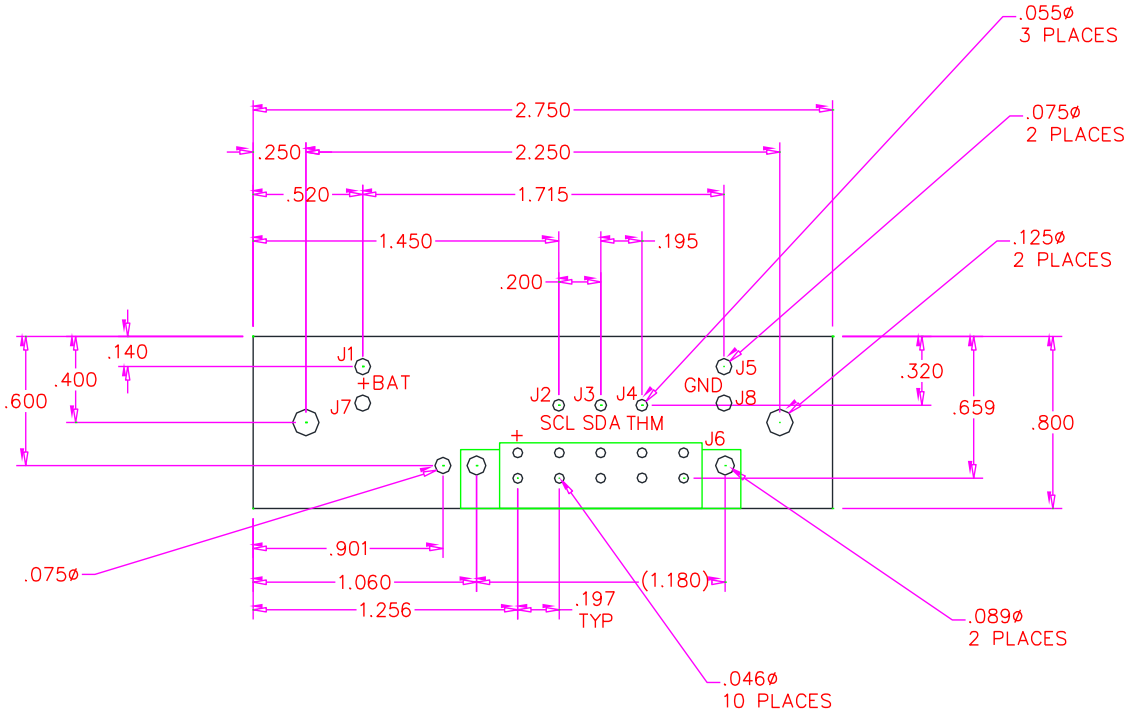 .055ø
3 PLACES
2.750
.075ø
2 PLACES
.250
2.250
.520
1.715
1.450
.195
.125ø
2 PLACES
.200
.140
J1
J5
.320
.400
+BAT
GND
.600
J7
J2
J3
J4
J8
.659
SCL
SDA
THM
.800
+
J6
.901
.075ø
1.060
(1.180)
1.256
.197
TYP
.089ø
2 PLACES
.046ø
10 PLACES